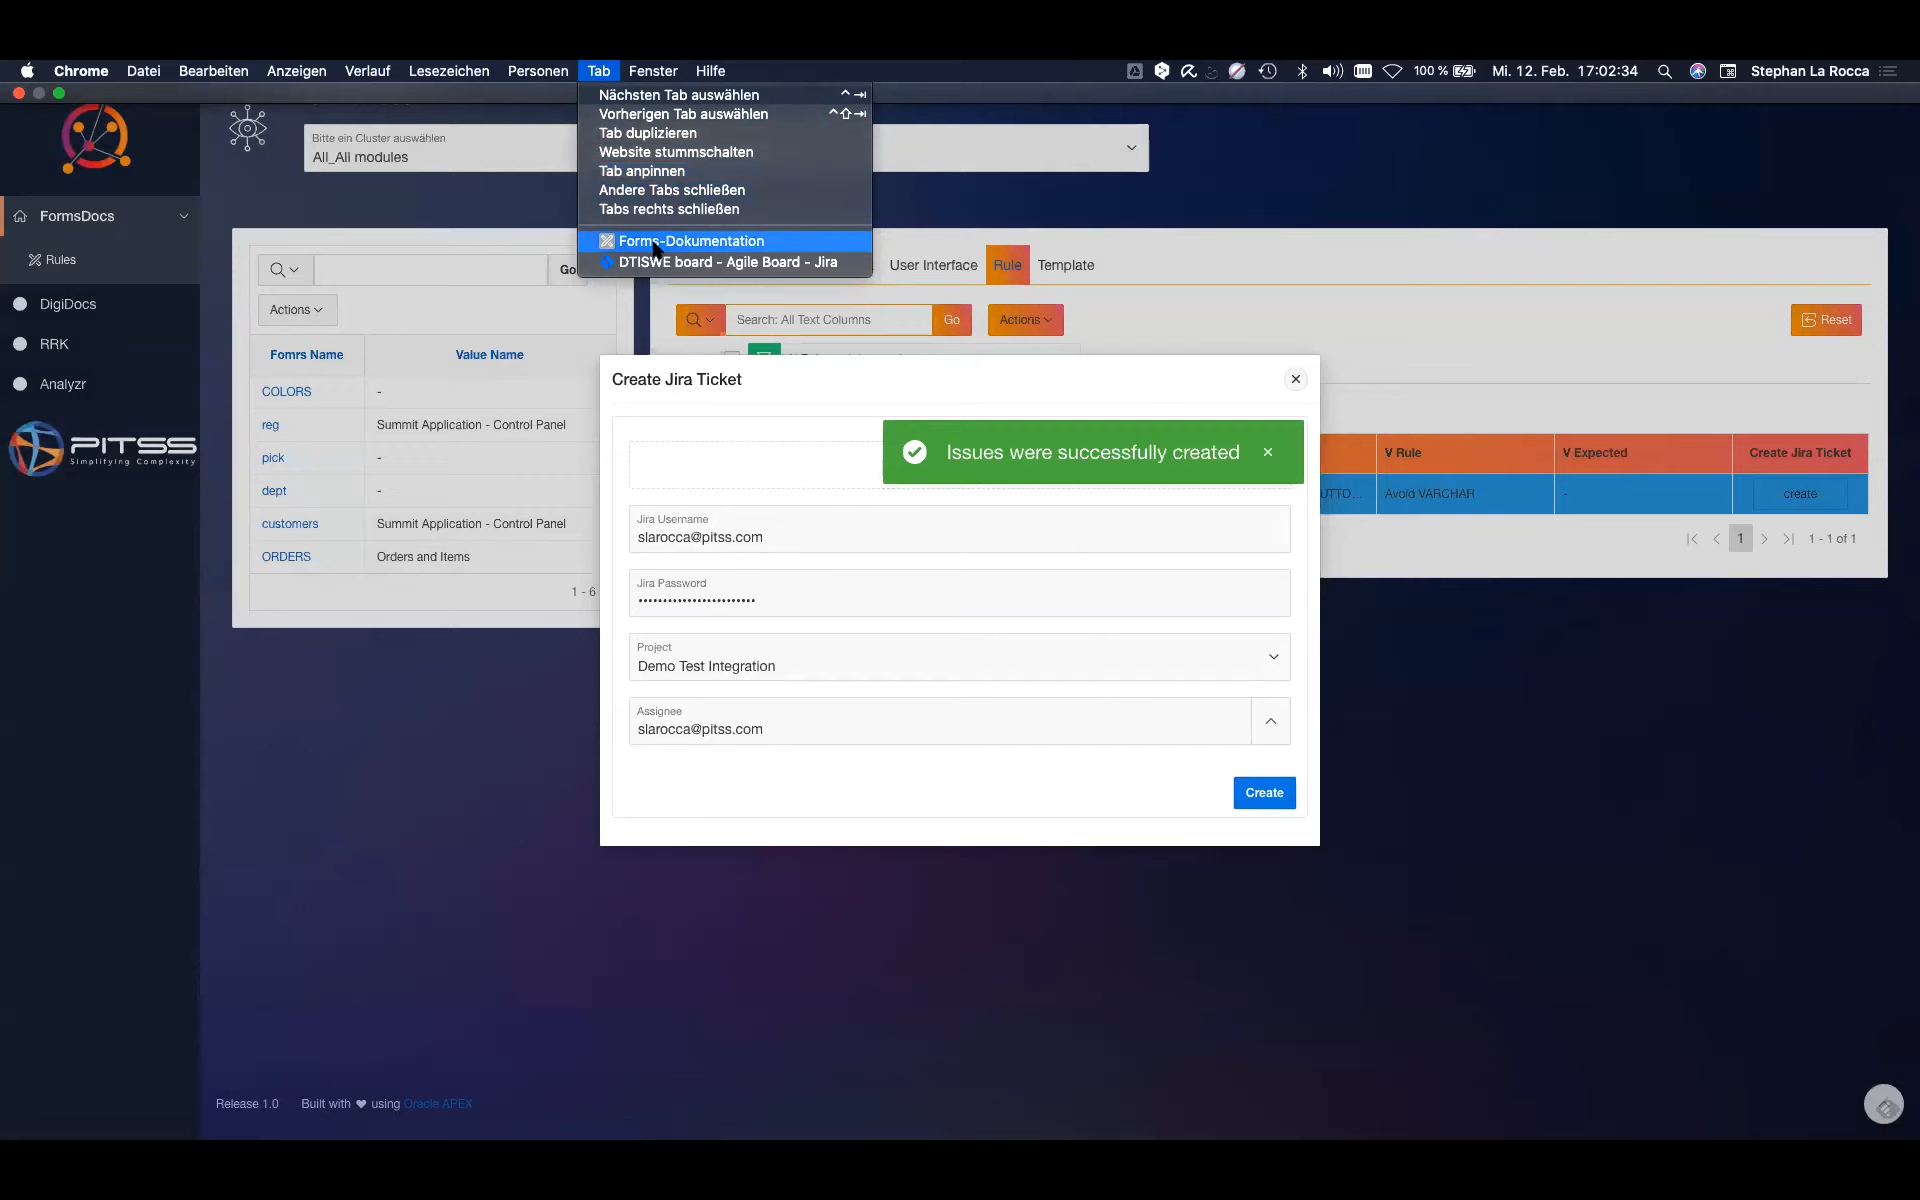 Chrome Datei Bearbeiten Anzeigen Verlauf Lesezeichen Personen Tab Fenster Hilfe 100 % Mi. 12. Feb. 17:02:34 Stephan La Rocca
Nächsten Tab auswählen
Vorherigen Tab auswählen
Tab duplizieren
Website stummschalten
Tab anpinnen
Andere Tabs schließen
Tabs rechts schließen
Forms-Dokumentation
DTISWE board - Agile Board - Jira
Bitte ein Cluster auswählen
All_All modules
FormsDocs
Rules
DigiDocs
RRK
Analyzr
PITSS
Simplifying Complexity
Go
Actions
Fomrs Name Value Name
COLORS -
reg Summit Application - Control Panel
pick -
dept -
customers Summit Application - Control Panel
ORDERS Orders and Items
1 - 6
User Interface Rule Template
Search: All Text Columns Go Actions Reset
V Rule V Expected Create Jira Ticket
UTTO... Avoid VARCHAR - create
1 1 - 1 of 1
Create Jira Ticket
Issues were successfully created
Jira Username
slarocca@pitss.com
Jira Password
Project
Demo Test Integration
Assignee
slarocca@pitss.com
Create
Release 1.0 Built with ❤ using Oracle APEX